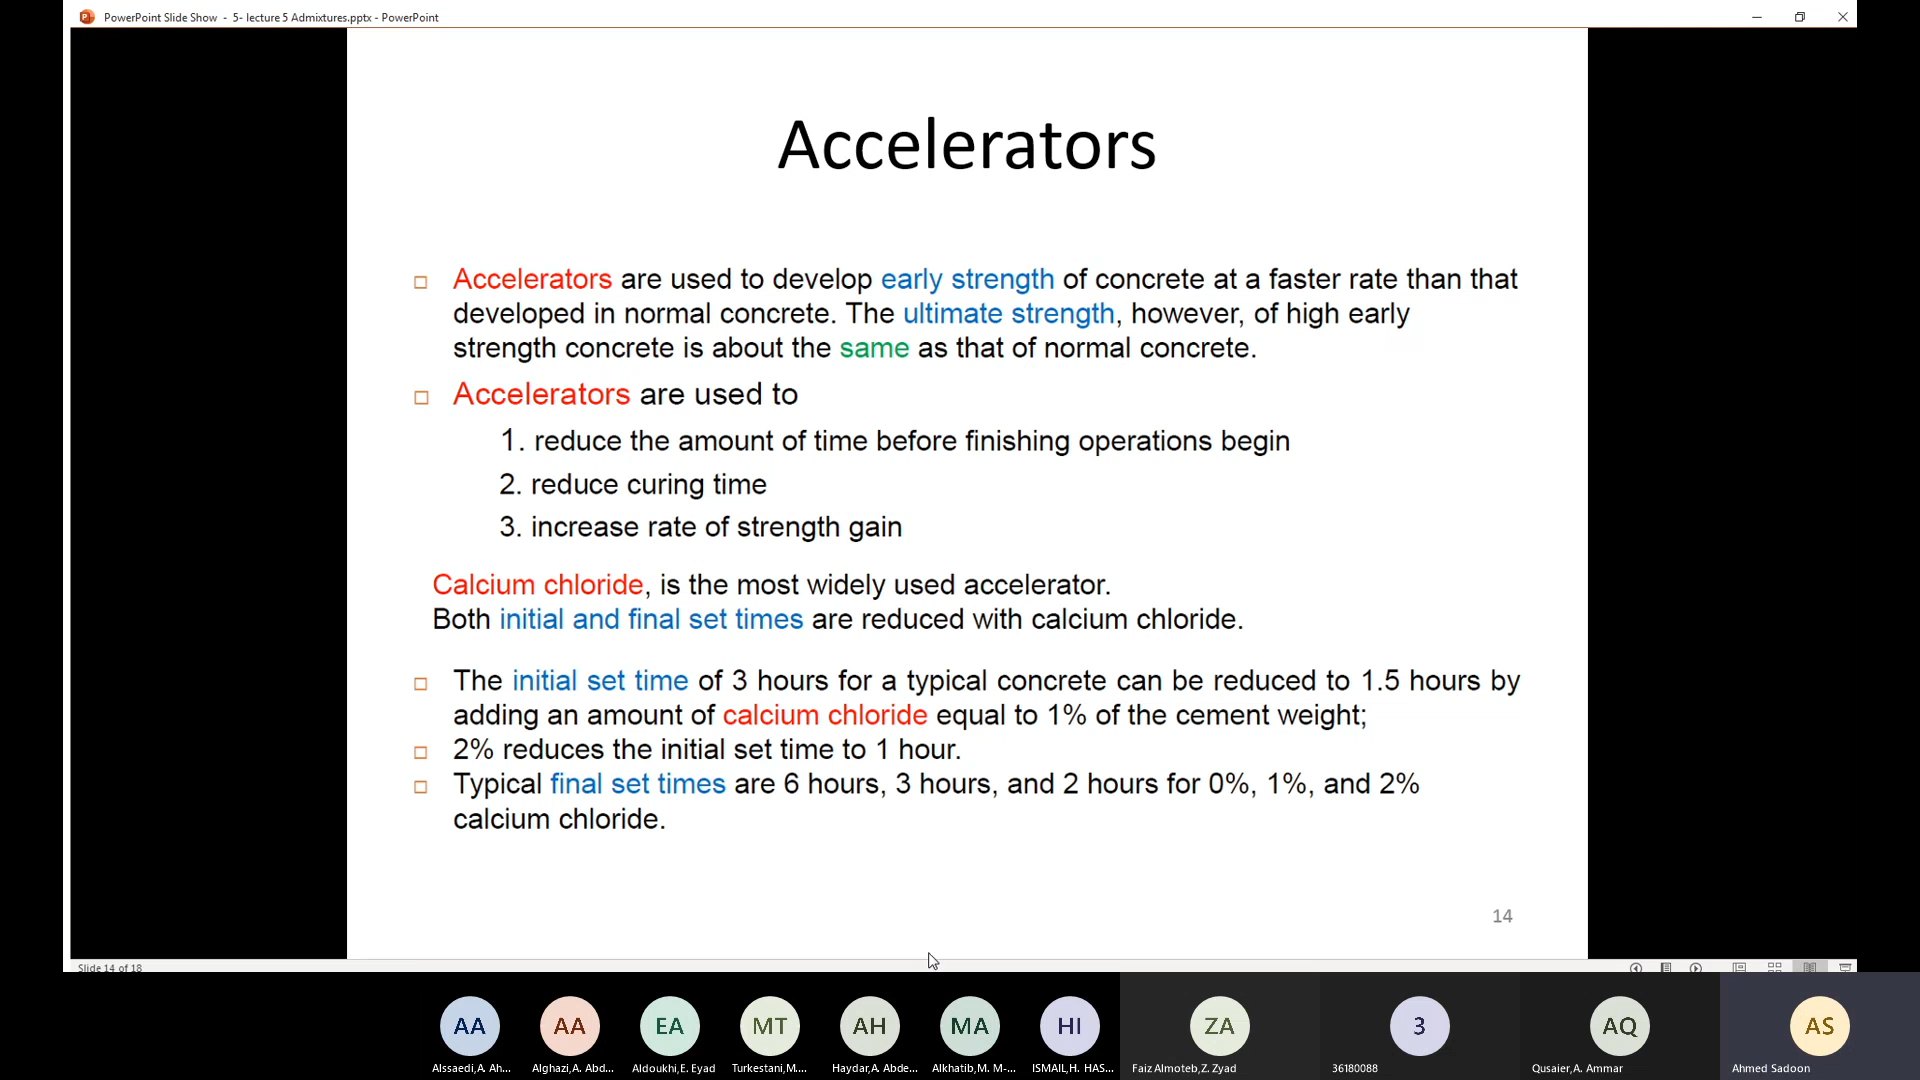 PowerPoint Slide Show - 5- lecture 5 Admixtures.pptx - PowerPoint
Accelerators
Accelerators are used to develop early strength of concrete at a faster rate than that
developed in normal concrete. The ultimate strength, however, of high early
strength concrete is about the same as that of normal concrete.
Accelerators are used to
1. reduce the amount of time before finishing operations begin
2. reduce curing time
3. increase rate of strength gain
Calcium chloride, is the most widely used accelerator.
Both initial and final set times are reduced with calcium chloride.
The initial set time of 3 hours for a typical concrete can be reduced to 1.5 hours by
adding an amount of calcium chloride equal to 1% of the cement weight;
2% reduces the initial set time to 1 hour.
Typical final set times are 6 hours, 3 hours, and 2 hours for 0%, 1%, and 2%
calcium chloride.
14
Slide 14 of 18
AA AA EA MT AH MA HI ZA 3 AQ AS
Alssaedi,A. Ah... Alghazi,A. Abd... Aldoukhi,E. Eyad Turkestani,M.... Haydar,A. Abde... Alkhatib,M. M-... ISMAIL,H. HAS... Faiz Almoteb,Z. Zyad 36180088 Qusaier,A. Ammar Ahmed Sadoon